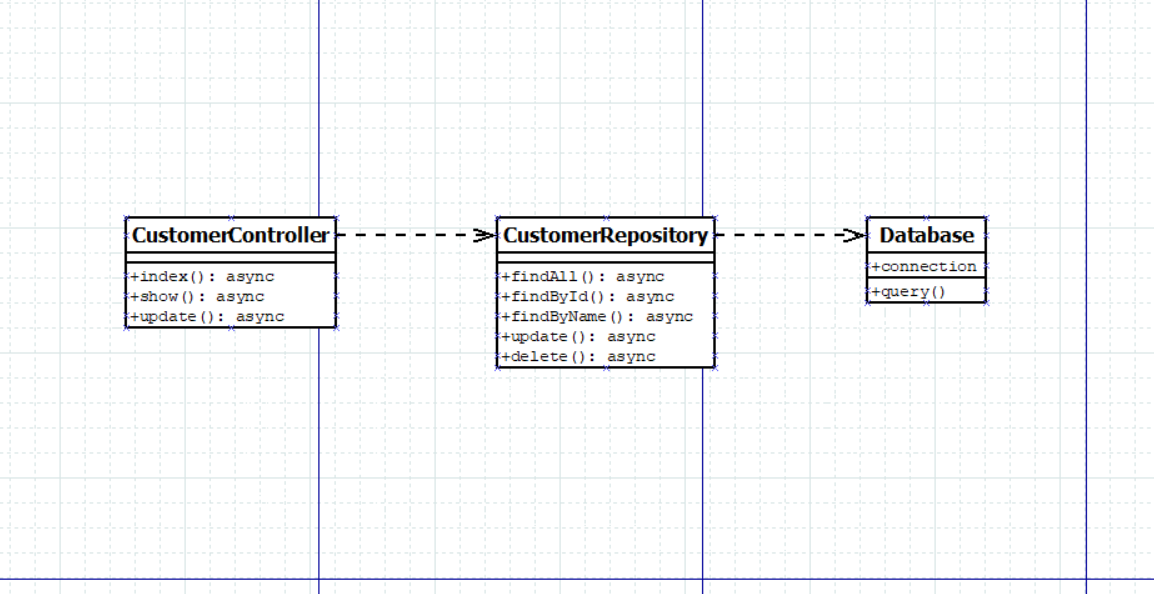 CustomerController
+index(): async
+show(): async
+update(): async
CustomerRepository
+findAll(): async
+findById(): async
+findByName(): async
+update(): async
+delete(): async
Database
+connection
+query()